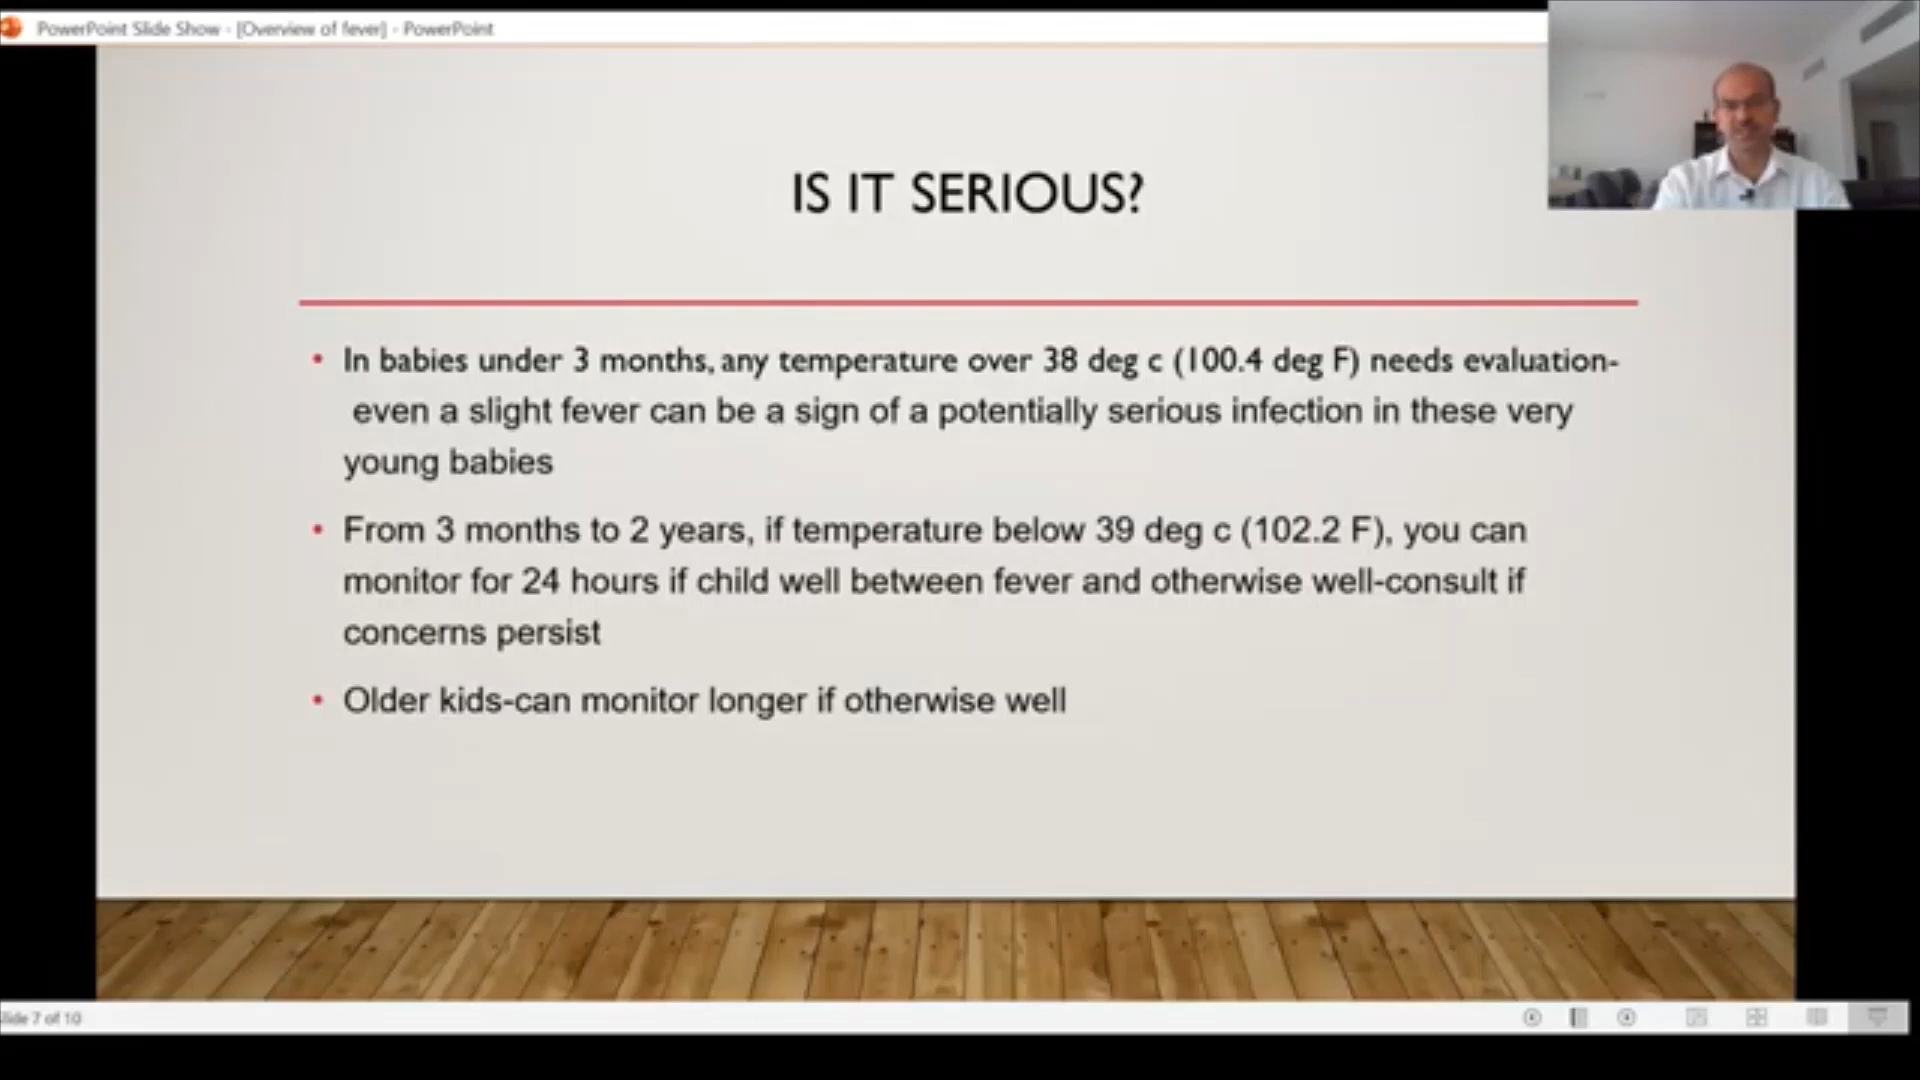 PowerPoint Slide Show - [Overview of fever] - PowerPoint
IS IT SERIOUS?
• In babies under 3 months, any temperature over 38 deg c (100.4 deg F) needs evaluation-
even a slight fever can be a sign of a potentially serious infection in these very
young babies
• From 3 months to 2 years, if temperature below 39 deg c (102.2 F), you can
monitor for 24 hours if child well between fever and otherwise well-consult if
concerns persist
• Older kids-can monitor longer if otherwise well
lide 7 of 10